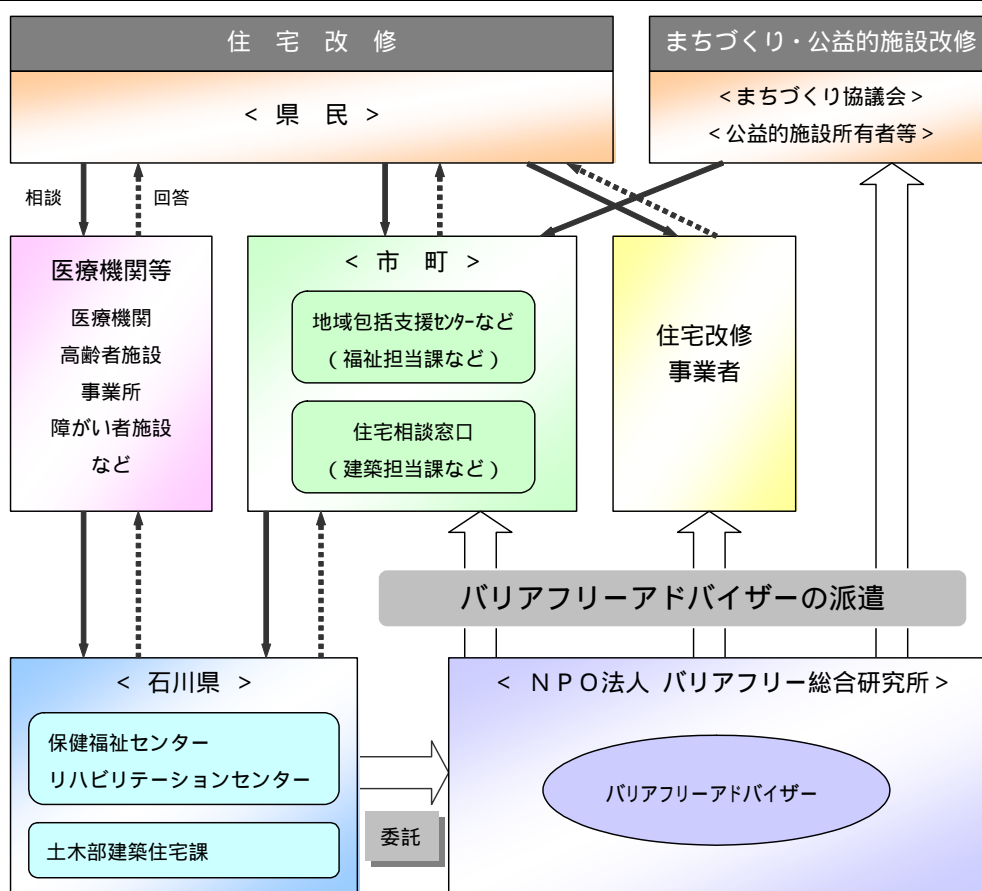 住 宅 改 修
まちづくり・公益的施設改修
< 県 民 >
<まちづくり協議会>
<公益的施設所有者等>
相談
回答
医療機関等
医療機関
高齢者施設
事業所
障がい者施設
など
< 市 町 >
地域包括支援ｾﾝﾀｰなど
(福祉担当課など)
住宅相談窓口
(建築担当課など)
住宅改修
事業者
バリアフリーアドバイザーの派遣
< 石川県 >
保健福祉センター
リハビリテーションセンター
土木部建築住宅課
委託
< ＮＰＯ法人 バリアフリー総合研究所>
バリアフリーアドバイザー